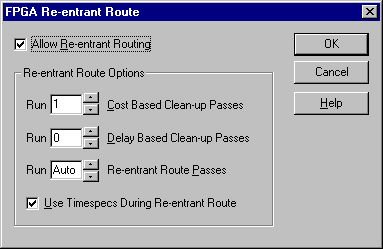 FPGA Re-entrant Route
Allow Re-entrant Routing
OK
Cancel
Help
Re-entrant Route Options
Run 1 Cost Based Clean-up Passes
Run 0 Delay Based Clean-up Passes
Run Auto Re-entrant Route Passes
Use Timespecs During Re-entrant Route